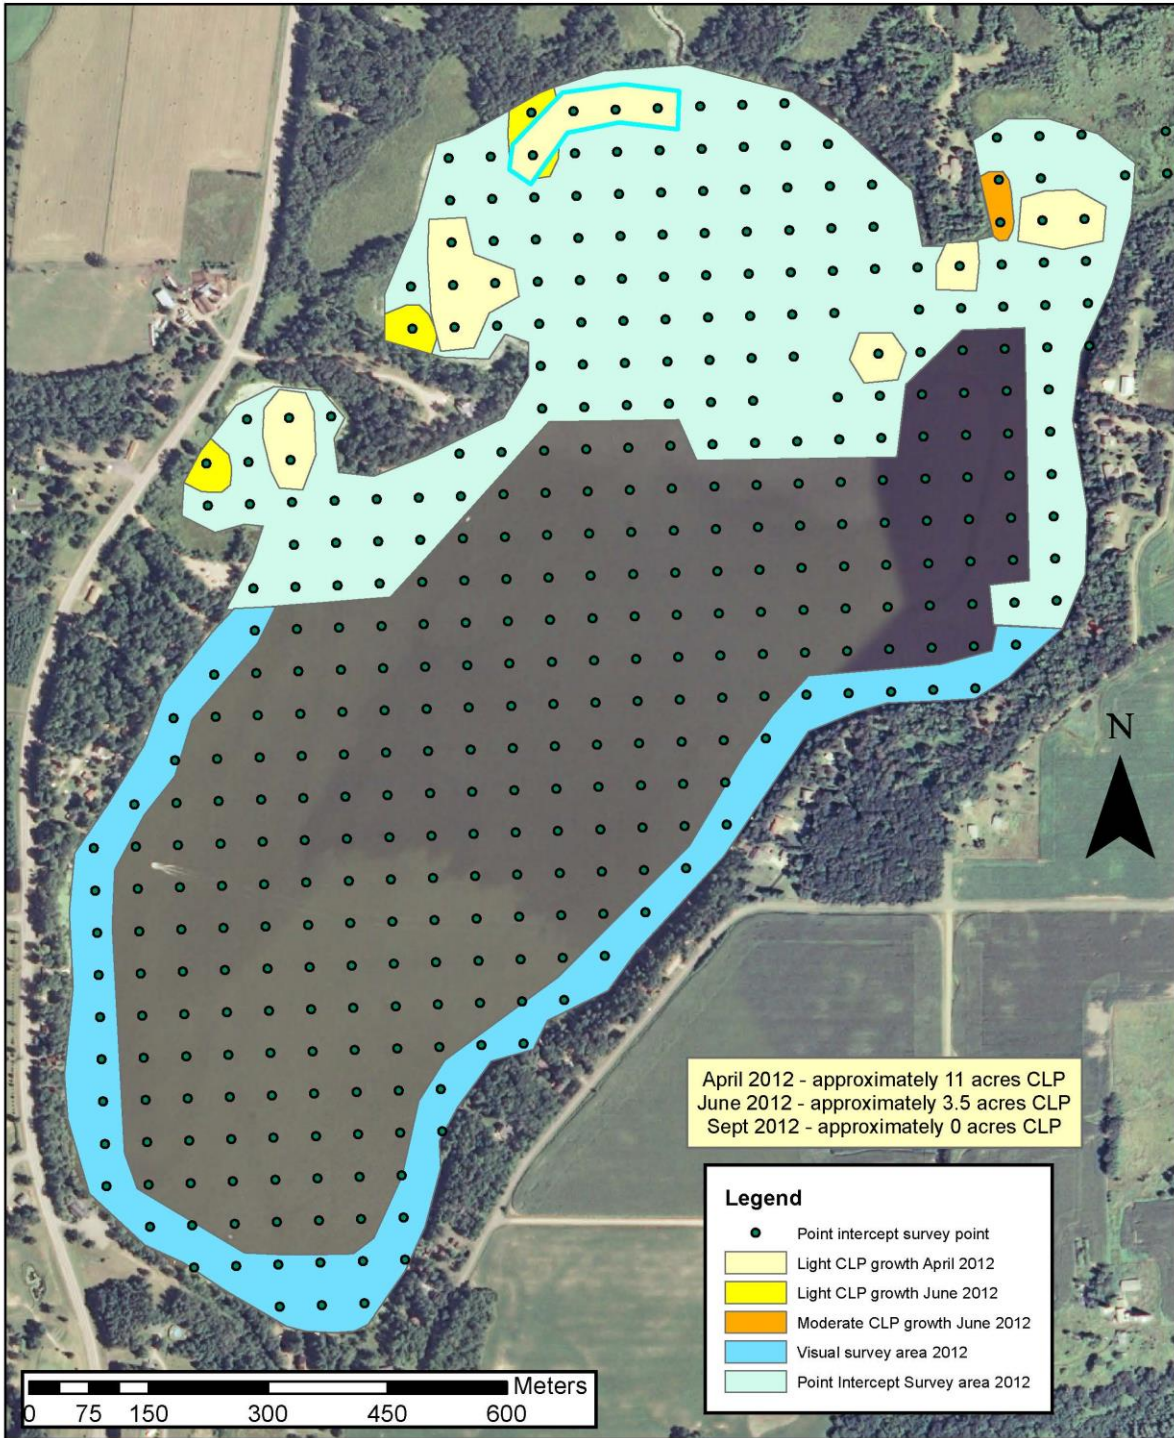 N
April 2012 - approximately 11 acres CLP
June 2012 - approximately 3.5 acres CLP
Sept 2012 - approximately 0 acres CLP
Legend
Point intercept survey point
Light CLP growth April 2012
Light CLP growth June 2012
Moderate CLP growth June 2012
Visual survey area 2012
Point Intercept Survey area 2012
Meters
0 75 150 300 450 600